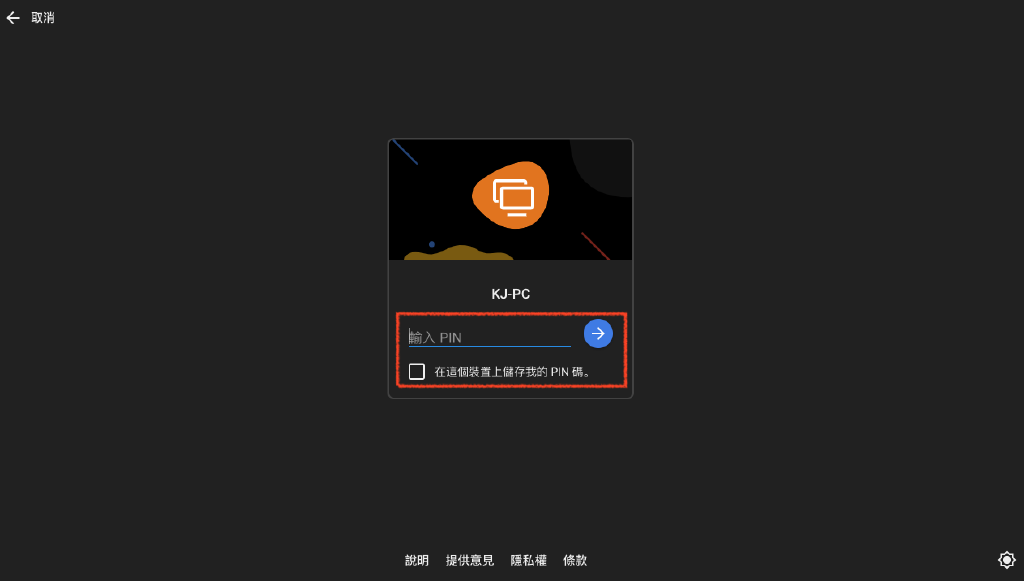 取消
KJ-PC
輸入 PIN
在這個裝置上儲存我的 PIN 碼。
說明 提供意見 隱私權 條款